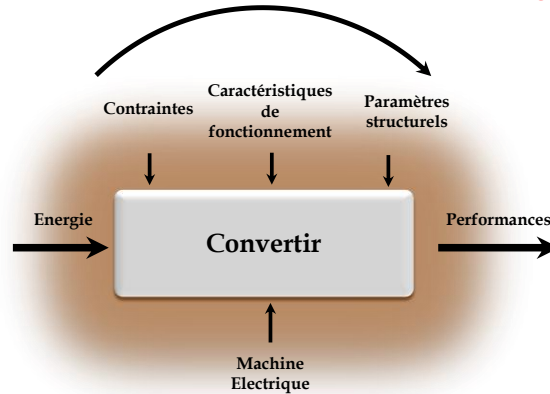 Contraintes
Caractéristiques
de
fonctionnement
Paramètres
structurels
Energie
Convertir
Performances
Machine
Electrique